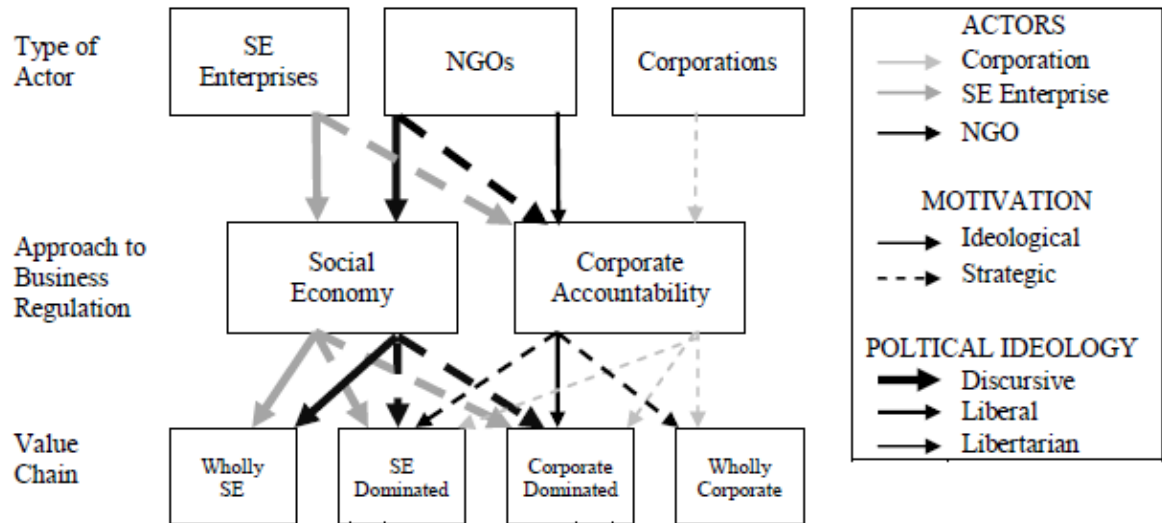 Type of
Actor
SE
Enterprises
NGOs
Corporations
Approach to
Business
Regulation
Social
Economy
Corporate
Accountability
Value
Chain
Wholly
SE
SE
Dominated
Corporate
Dominated
Wholly
Corporate
ACTORS
Corporation
SE Enterprise
NGO
MOTIVATION
Ideological
Strategic
POLTICAL IDEOLOGY
Discursive
Liberal
Libertarian